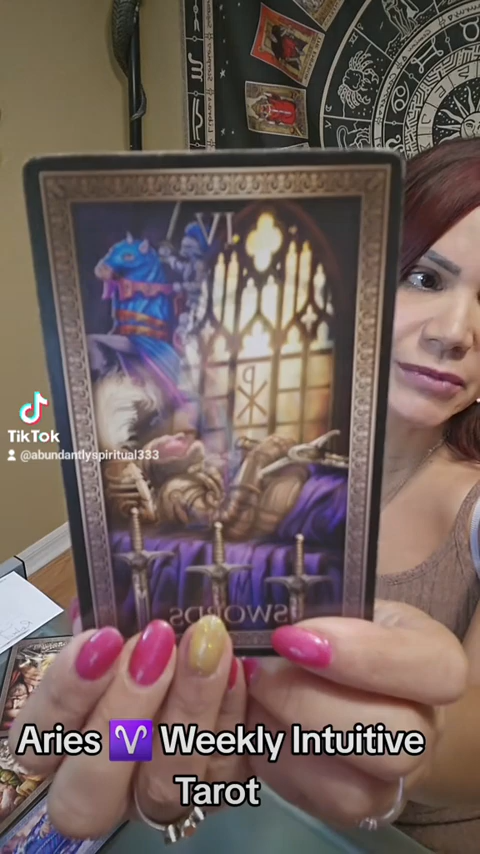 VI
TikTok
@abundantlyspiritual333
SWORDS
Aries ♈ Weekly Intuitive
Tarot